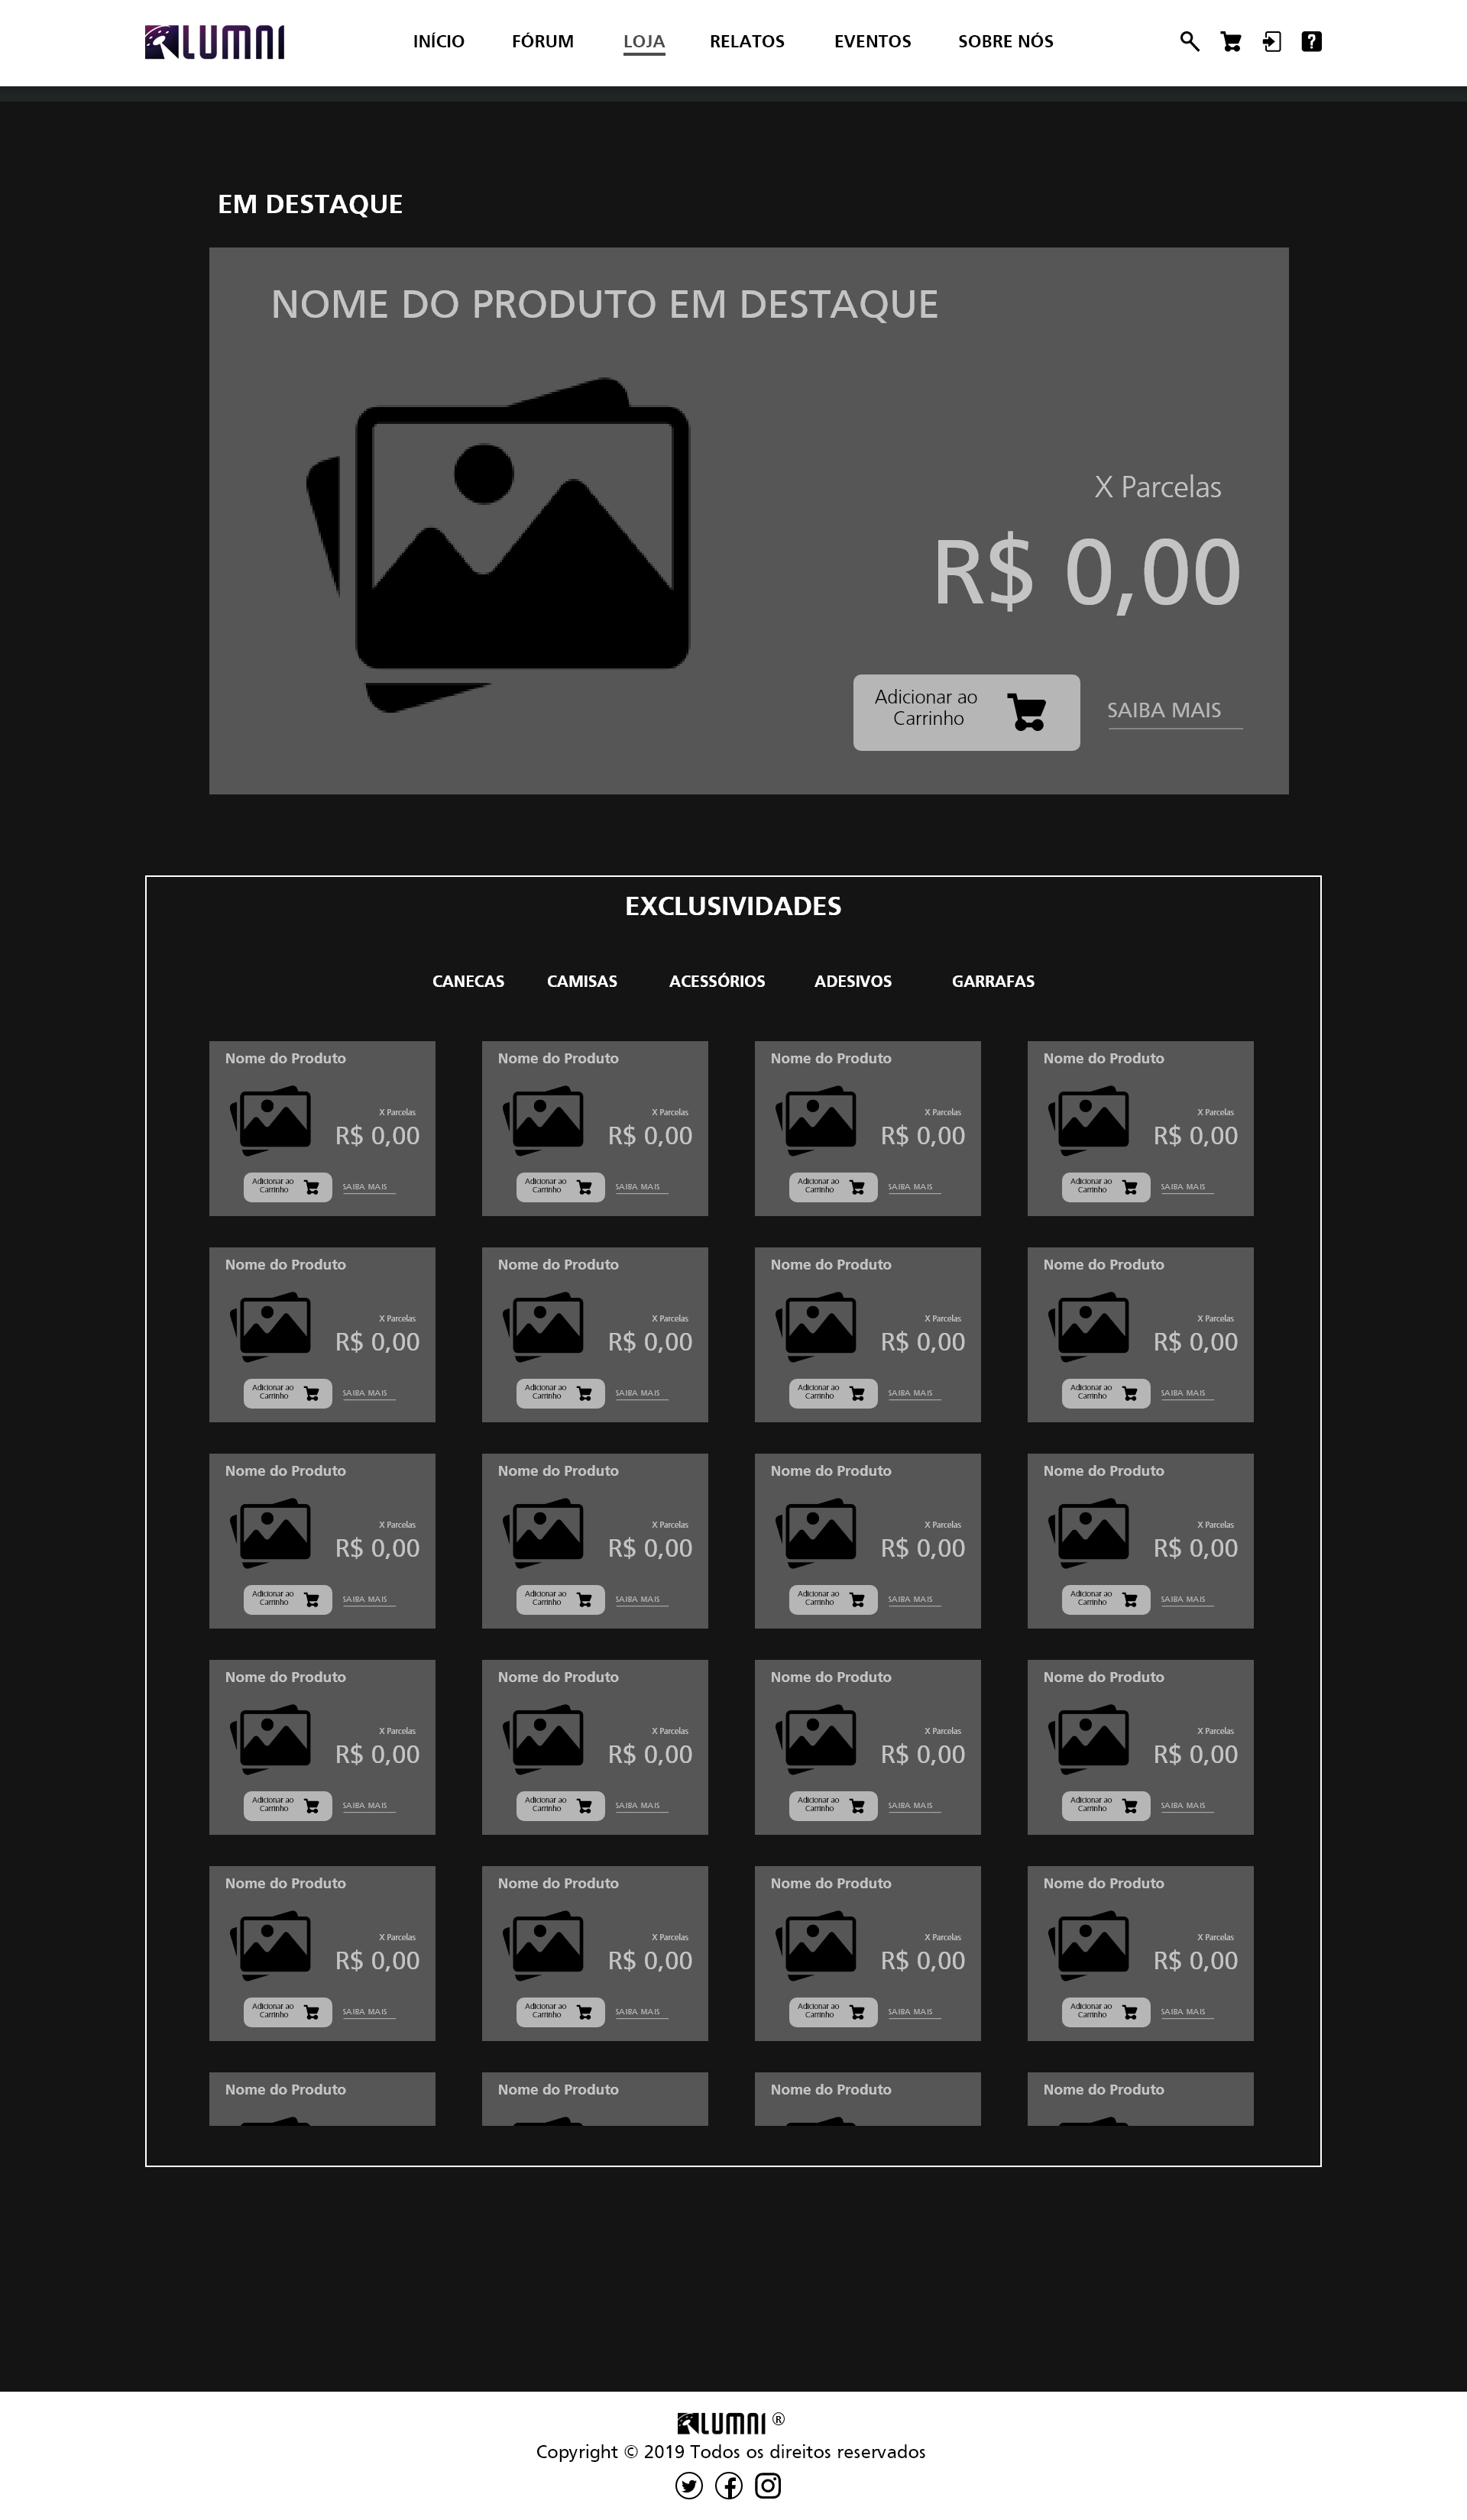 ALUMNI
INÍCIO FÓRUM LOJA RELATOS EVENTOS SOBRE NÓS
EM DESTAQUE
NOME DO PRODUTO EM DESTAQUE
X Parcelas
R$ 0,00
Adicionar ao
Carrinho
SAIBA MAIS
EXCLUSIVIDADES
CANECAS CAMISAS ACESSÓRIOS ADESIVOS GARRAFAS
Nome do Produto Nome do Produto Nome do Produto Nome do Produto
X Parcelas X Parcelas X Parcelas X Parcelas
R$ 0,00 R$ 0,00 R$ 0,00 R$ 0,00
Adicionar ao Adicionar ao Adicionar ao Adicionar ao
Carrinho SAIBA MAIS Carrinho SAIBA MAIS Carrinho SAIBA MAIS Carrinho SAIBA MAIS
Nome do Produto Nome do Produto Nome do Produto Nome do Produto
X Parcelas X Parcelas X Parcelas X Parcelas
R$ 0,00 R$ 0,00 R$ 0,00 R$ 0,00
Adicionar ao Adicionar ao Adicionar ao Adicionar ao
Carrinho SAIBA MAIS Carrinho SAIBA MAIS Carrinho SAIBA MAIS Carrinho SAIBA MAIS
Nome do Produto Nome do Produto Nome do Produto Nome do Produto
X Parcelas X Parcelas X Parcelas X Parcelas
R$ 0,00 R$ 0,00 R$ 0,00 R$ 0,00
Adicionar ao Adicionar ao Adicionar ao Adicionar ao
Carrinho SAIBA MAIS Carrinho SAIBA MAIS Carrinho SAIBA MAIS Carrinho SAIBA MAIS
Nome do Produto Nome do Produto Nome do Produto Nome do Produto
X Parcelas X Parcelas X Parcelas X Parcelas
R$ 0,00 R$ 0,00 R$ 0,00 R$ 0,00
Adicionar ao Adicionar ao Adicionar ao Adicionar ao
Carrinho SAIBA MAIS Carrinho SAIBA MAIS Carrinho SAIBA MAIS Carrinho SAIBA MAIS
Nome do Produto Nome do Produto Nome do Produto Nome do Produto
X Parcelas X Parcelas X Parcelas X Parcelas
R$ 0,00 R$ 0,00 R$ 0,00 R$ 0,00
Adicionar ao Adicionar ao Adicionar ao Adicionar ao
Carrinho SAIBA MAIS Carrinho SAIBA MAIS Carrinho SAIBA MAIS Carrinho SAIBA MAIS
Nome do Produto Nome do Produto Nome do Produto Nome do Produto
ALUMNI ®
Copyright © 2019 Todos os direitos reservados